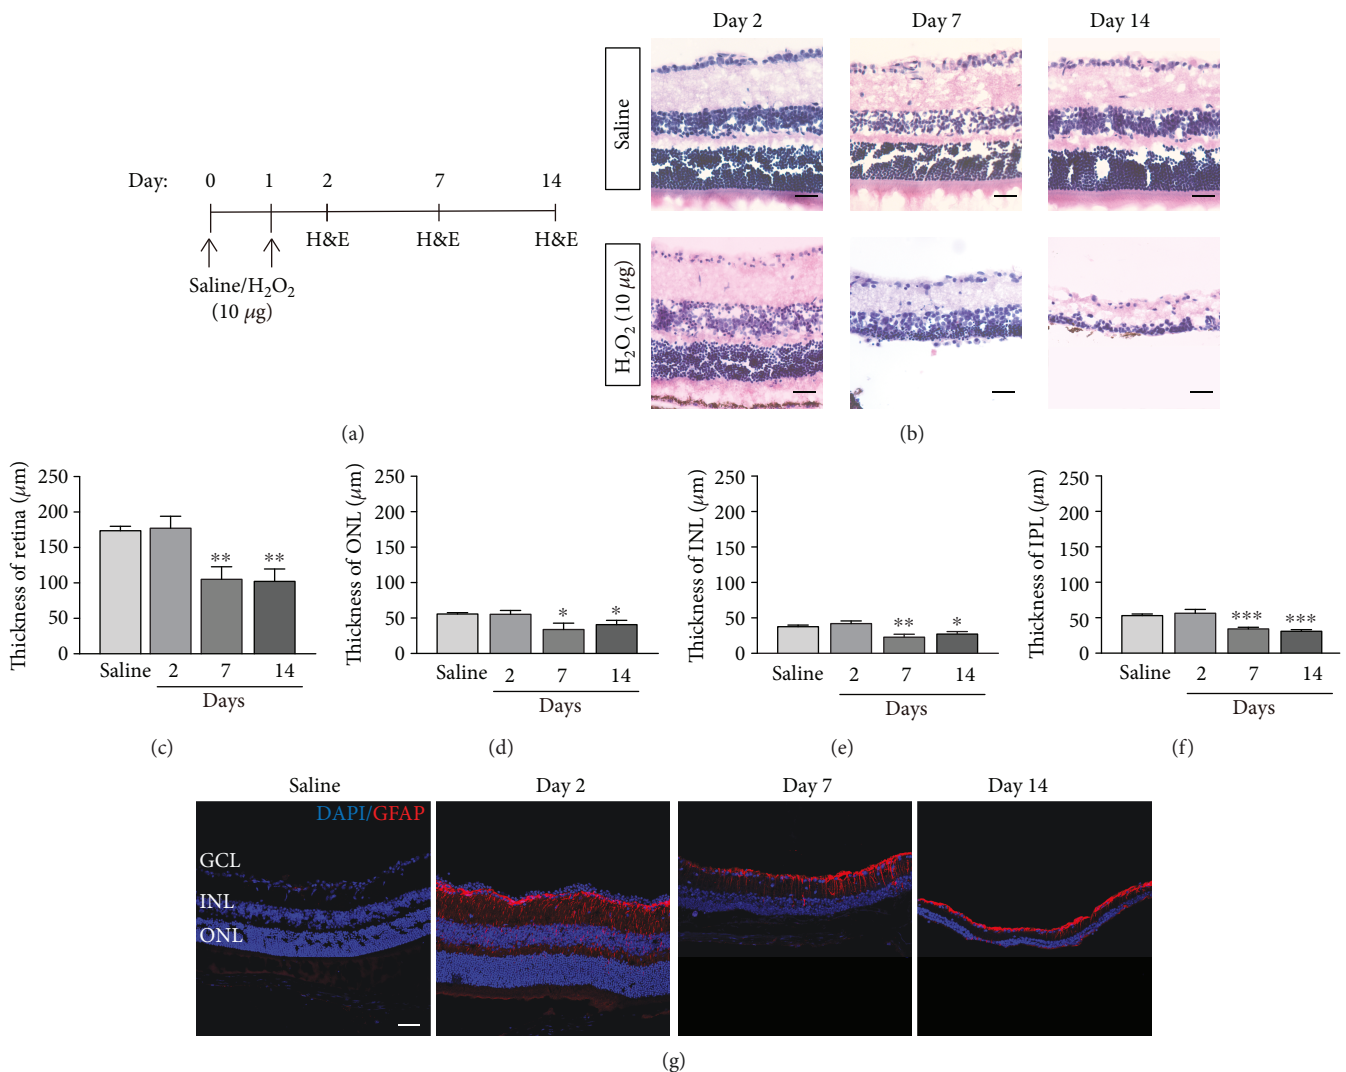 Day: 0 1 2 7 14
H&E H&E H&E
Saline/H₂O₂
(10 μg)
(a)
Day 2 Day 7 Day 14
Saline
H₂O₂ (10 μg)
(b)
Thickness of retina (μm)
250
200
150
100
50
0
** **
Saline 2 7 14
Days
(c)
Thickness of ONL (μm)
250
200
150
100
50
0
* *
Saline 2 7 14
Days
(d)
Thickness of INL (μm)
250
200
150
100
50
0
** *
Saline 2 7 14
Days
(e)
Thickness of IPL (μm)
250
200
150
100
50
0
*** ***
Saline 2 7 14
Days
(f)
Saline Day 2 Day 7 Day 14
DAPI/GFAP
GCL
INL
ONL
(g)